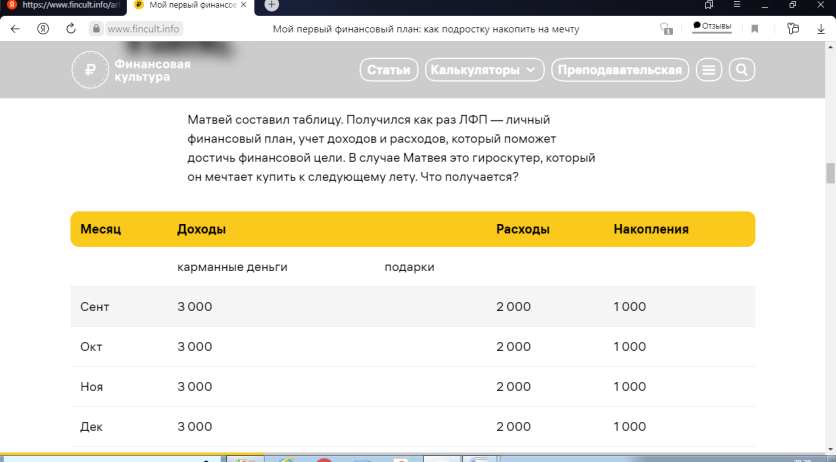 https://www.fincult.info/art
Мой первый финансов
www.fincult.info
Мой первый финансовый план: как подростку накопить на мечту
Отзывы
Финансовая
культура
Статьи
Калькуляторы
Преподавательская
Матвей составил таблицу. Получился как раз ЛФП — личный
финансовый план, учет доходов и расходов, который поможет
достичь финансовой цели. В случае Матвея это гироскутер, который
он мечтает купить к следующему лету. Что получается?
Месяц Доходы Расходы Накопления
карманные деньги подарки
Сент 3 000 2 000 1 000
Окт 3 000 2 000 1 000
Ноя 3 000 2 000 1 000
Дек 3 000 2 000 1 000